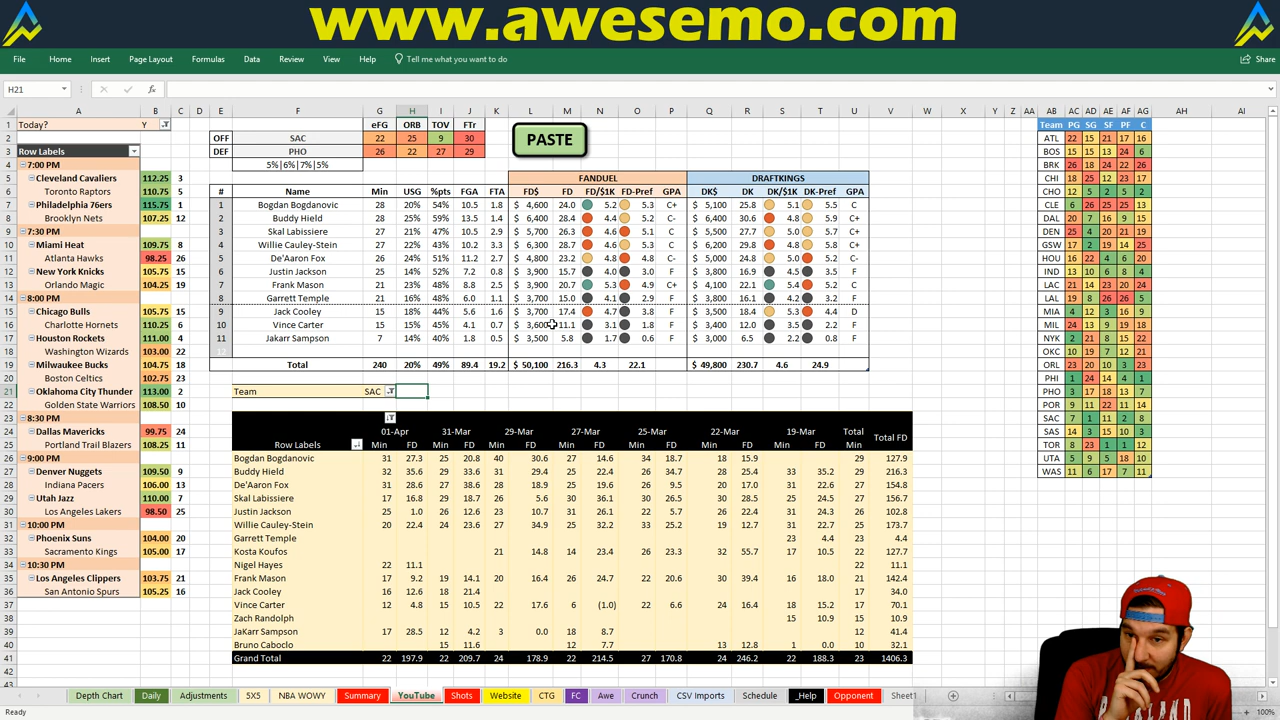 www.awesemo.com
File Home Insert Page Layout Formulas Data Review View Help Tell me what you want to do Share
H21 fx
A B C D E F G H I J K L M N O P Q R S T U V W X Y Z AA AB AC AD AE AF AG AH AI
1 Today? Y eFG ORB TOV FTr Team PG SG SF PF C
2 OFF SAC 22 25 9 30 PASTE ATL 22 15 21 17 16
3 Row Labels DEF PHO 26 22 27 29 BOS 15 15 13 24 6
4 7:00 PM 5%|6%|7%|5% BRK 26 18 24 22 26
5 Cleveland Cavaliers 112.25 3 FANDUEL DRAFTKINGS CHI 18 25 12 23 17
6 Toronto Raptors 110.75 5 # Name Min USG %pts FGA FTA FD$ FD FD/$1K FD-Pref GPA DK$ DK DK/$1K DK-Pref GPA CHO 12 5 2 5 2
7 Philadelphia 76ers 115.75 1 1 Bogdan Bogdanovic 28 20% 54% 10.5 1.8 $ 4,600 24.0 5.2 5.3 C+ $ 5,100 25.8 5.1 5.5 C CLE 6 26 25 25 23
8 Brooklyn Nets 107.25 12 2 Buddy Hield 28 22% 59% 13.5 1.4 $ 6,400 28.4 4.4 5.2 C- $ 6,400 30.6 4.8 5.9 C+ DAL 20 7 16 9 15
9 7:30 PM 3 Skal Labissiere 27 21% 47% 10.9 2.9 $ 5,700 26.3 4.6 5.1 C $ 5,500 27.7 5.0 5.7 C+ DEN 25 4 20 21 19
10 Miami Heat 109.75 8 4 Willie Cauley-Stein 27 22% 43% 10.2 3.3 $ 6,300 28.7 4.6 5.3 C $ 6,200 29.8 4.8 5.8 C+ GSW 17 12 19 14 25
11 Atlanta Hawks 98.25 26 5 De'Aaron Fox 26 24% 51% 11.2 2.7 $ 4,800 23.2 4.8 4.8 C- $ 5,000 24.8 5.0 5.2 C- HOU 21 2 5 4 7
12 New York Knicks 105.75 15 6 Justin Jackson 25 14% 52% 7.2 0.8 $ 3,900 15.7 4.0 3.0 F $ 3,800 16.9 4.5 3.5 F IND 13 10 6 8 4
13 Orlando Magic 104.25 19 7 Frank Mason 21 23% 48% 8.8 2.5 $ 3,900 20.7 5.3 4.9 C+ $ 4,100 22.1 5.4 5.2 C LAC 24 21 7 2 9
14 8:00 PM 8 Garrett Temple 21 16% 48% 6.0 1.1 $ 3,700 15.0 4.1 2.9 F $ 3,800 16.1 4.2 3.2 F LAL 19 8 26 26 5
15 Chicago Bulls 105.75 15 9 Jack Cooley 13 18% 44% 5.6 1.6 $ 3,700 17.4 4.7 3.8 F $ 3,500 18.4 5.3 4.4 D MIA
16 Charlotte Hornets 110.25 6 10 Vince Carter 15 15% 45% 4.1 0.7 $ 3,600 11.1 3.1 1.8 F $ 3,400 12.0 3.5 2.2 F MIL 24 13 9 19 13
17 Houston Rockets 111.00 4 11 Jakarr Sampson 7 14% 40% 1.8 0.5 $ 3,500 5.8 1.7 0.6 F $ 3,000 6.5 2.2 0.8 F NYK
18 Washington Wizards 103.00 22 12 OKC
19 Milwaukee Bucks 104.75 18 Total 240 20% 49% 89.4 19.2 $ 50,100 216.3 4.3 22.1 $ 49,800 230.7 4.6 24.9 ORL 23 20 10 3 23
20 Boston Celtics 102.75 23 PHI
21 Oklahoma City Thunder 113.00 2 Team SAC PHO 3 17 18 13 7
22 Golden State Warriors 108.50 10 POR
23 8:30 PM SAC
24 Dallas Mavericks 99.75 24 01-Apr 31-Mar 29-Mar 27-Mar 25-Mar 22-Mar 19-Mar Total Total FD SAS
25 Portland Trail Blazers 108.25 11 Row Labels Min FD Min FD Min FD Min FD Min FD Min FD Min FD Min TOR 8 23 1 1 12
26 9:00 PM Bogdan Bogdanovic 31 27.3 25 20.8 40 30.6 27 14.6 34 18.7 18 15.9 29 127.9 UTA 5 9 5 18 10
27 Denver Nuggets 109.50 9 Buddy Hield 32 35.6 29 33.6 31 29.4 25 22.4 26 34.7 28 25.4 33 35.2 29 216.3 WAS 11 6 17 7 11
28 Indiana Pacers 106.00 13 De'Aaron Fox 31 28.6 27 38.6 28 18.9 25 19.6 29 9.5 20 17.0 31 22.6 27 154.8
29 Utah Jazz 110.00 7 Skal Labissiere 17 16.8 29 18.7 26 5.6 31 36.1 30 26.5 30 28.5 25 24.5 27 156.7
30 Los Angeles Lakers 98.50 25 Justin Jackson 25 1.0 26 12.6 23 10.7 31 26.1 22 5.7 26 22.4 31 24.3 26 102.8
31 10:00 PM Willie Cauley-Stein 20 22.4 24 23.6 27 34.9 25 32.2 33 25.2 19 12.7 31 22.7 25 173.7
32 Phoenix Suns 104.00 20 Garrett Temple 23 4.4 23 4.4
33 Sacramento Kings 105.00 17 Kosta Koufos 21 14.8 14 23.4 26 23.3 32 55.7 17 10.5 22 127.7
34 10:30 PM Nigel Hayes 22 11.1 22 11.1
35 Los Angeles Clippers 103.75 21 Frank Mason 17 9.2 19 14.1 20 16.4 26 24.7 22 20.6 30 39.4 16 18.0 21 142.4
36 San Antonio Spurs 105.25 16 Jack Cooley 16 12.6 18 21.4 17 34.0
37 Vince Carter 12 4.8 15 10.5 22 17.6 6 (1.0) 22 6.6 24 16.4 18 15.2 17 70.1
38 Zach Randolph 15 10.9 15 10.9
39 JaKarr Sampson 17 28.5 12 4.2 3 0.0 18 8.7 12 41.4
40 Bruno Caboclo 15 11.6 12 7.7 13 12.8 1 0.0 10 32.1
41 Grand Total 22 197.9 22 209.7 24 178.9 22 214.5 27 170.8 24 246.2 24 188.3 23 1406.3
42
Depth Chart Daily Adjustments 5X5 NBA WOWY Summary YouTube Shots Website CTG FC Awe Crunch CSV Imports Schedule _Help Opponent Sheet1
100%